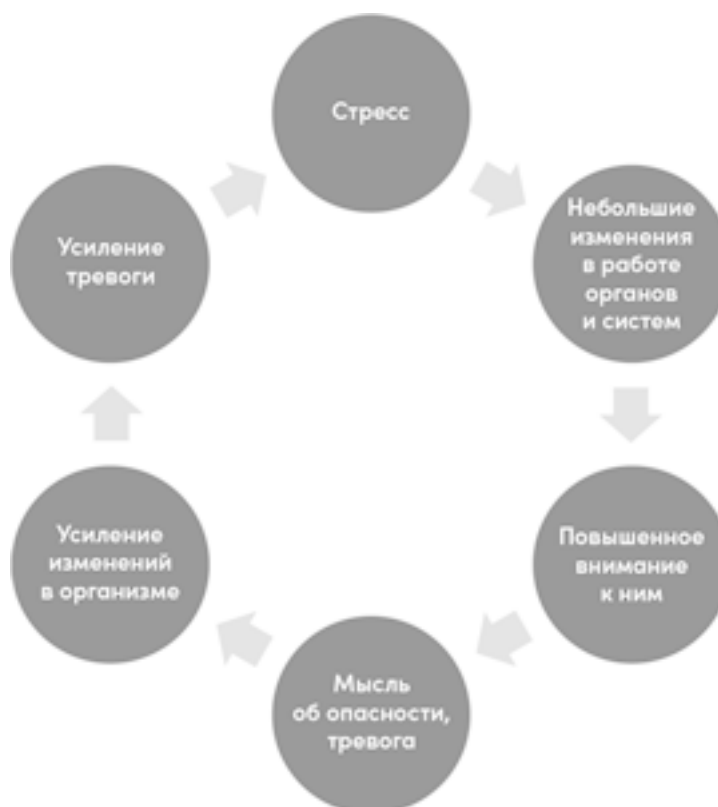 Стресс
Небольшие
изменения
в работе
органов
и систем
Повышенное
внимание
к ним
Мысль
об опасности,
тревога
Усиление
изменений
в организме
Усиление
тревоги